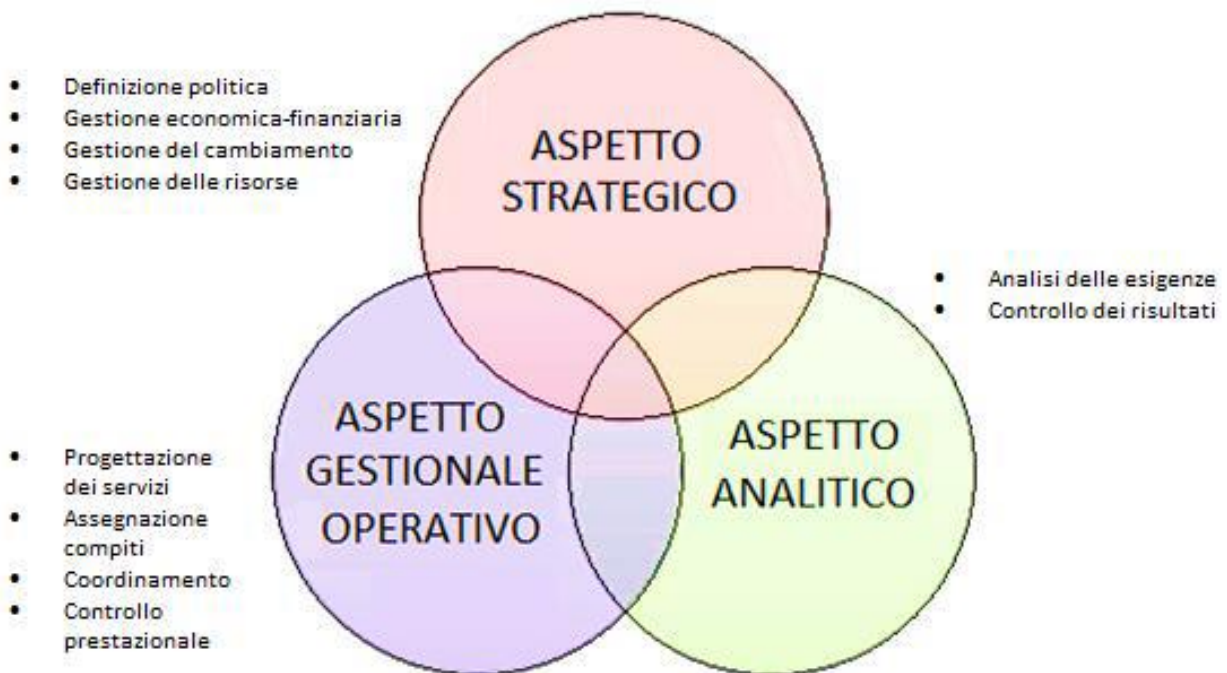 • Definizione politica
• Gestione economica-finanziaria
• Gestione del cambiamento
• Gestione delle risorse
ASPETTO
STRATEGICO
• Analisi delle esigenze
• Controllo dei risultati
ASPETTO
GESTIONALE
OPERATIVO
ASPETTO
ANALITICO
• Progettazione
dei servizi
• Assegnazione
compiti
• Coordinamento
• Controllo
prestazionale